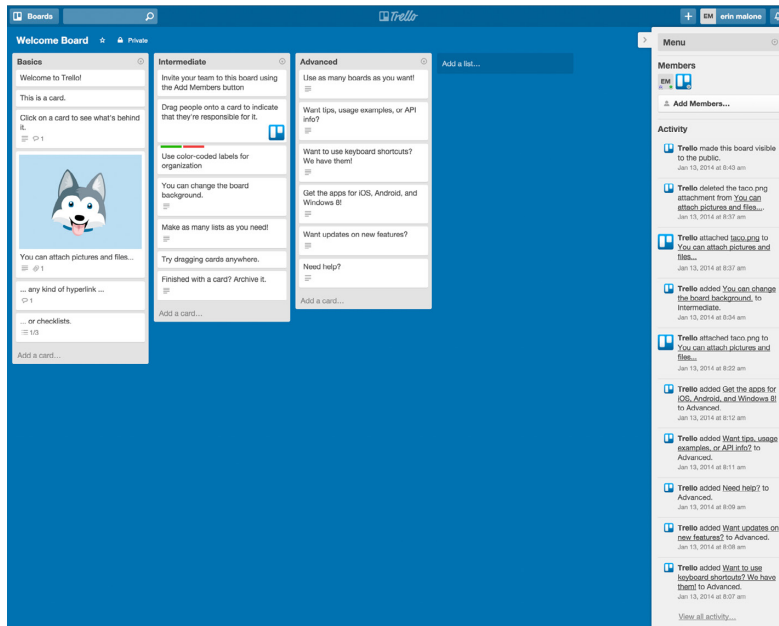 Boards
Trello
+
EM erin malone
Welcome Board
Private
Basics
Welcome to Trello!
This is a card.
Click on a card to see what's behind
it.
1
You can attach pictures and files...
1
... any kind of hyperlink ...
1
... or checklists.
1/3
Add a card...
Intermediate
Invite your team to this board using
the Add Members button
Drag people onto a card to indicate
that they're responsible for it.
Use color-coded labels for
organization
You can change the board
background.
Make as many lists as you need!
Try dragging cards anywhere.
Finished with a card? Archive it.
Add a card...
Advanced
Use as many boards as you want!
Want tips, usage examples, or API
info?
Want to use keyboard shortcuts?
We have them!
Get the apps for iOS, Android, and
Windows 8!
Want updates on new features?
Need help?
Add a card...
Add a list...
Menu
Members
EM
Add Members...
Activity
Trello made this board visible
to the public.
Jan 13, 2014 at 8:43 am
Trello deleted the taco.png
attachment from You can
attach pictures and files....
Jan 13, 2014 at 8:37 am
Trello attached taco.png to
You can attach pictures and
files...
Jan 13, 2014 at 8:37 am
Trello added You can change
the board background. to
Intermediate.
Jan 13, 2014 at 8:34 am
Trello attached taco.png to
You can attach pictures and
files...
Jan 13, 2014 at 8:22 am
Trello added Get the apps for
iOS, Android, and Windows 8!
to Advanced.
Jan 13, 2014 at 8:12 am
Trello added Want tips, usage
examples, or API info? to
Advanced.
Jan 13, 2014 at 8:11 am
Trello added Need help? to
Advanced.
Jan 13, 2014 at 8:09 am
Trello added Want updates on
new features? to Advanced.
Jan 13, 2014 at 8:08 am
Trello added Want to use
keyboard shortcuts? We have
them! to Advanced.
Jan 13, 2014 at 8:07 am
View all activity...